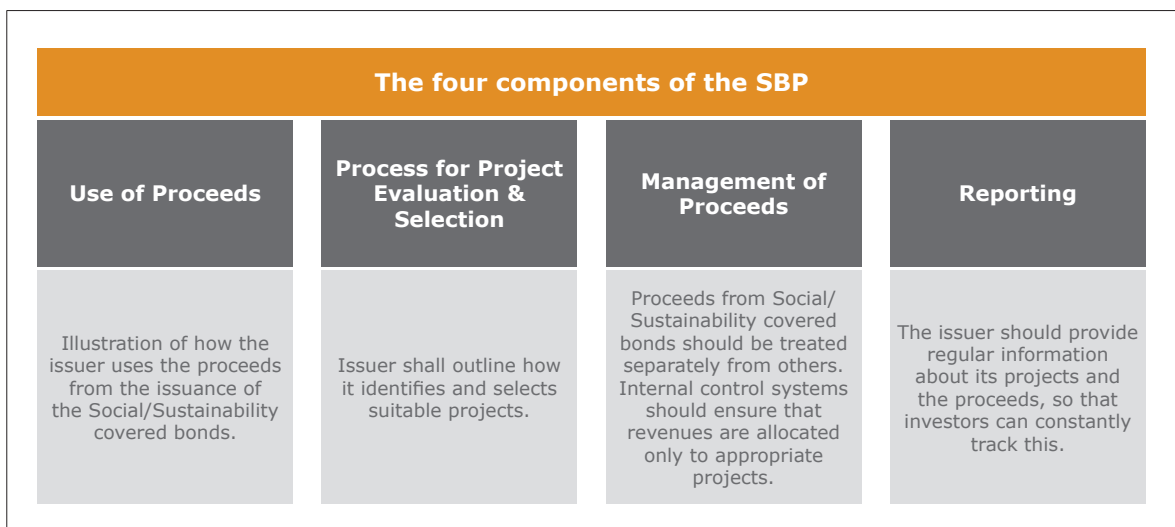 The four components of the SBP
Use of Proceeds
Process for Project
Evaluation &
Selection
Management of
Proceeds
Reporting
Illustration of how the
issuer uses the proceeds
from the issuance of
the Social/Sustainability
covered bonds.
Issuer shall outline how
it identifies and selects
suitable projects.
Proceeds from Social/
Sustainability covered
bonds should be treated
separately from others.
Internal control systems
should ensure that
revenues are allocated
only to appropriate
projects.
The issuer should provide
regular information
about its projects and
the proceeds, so that
investors can constantly
track this.